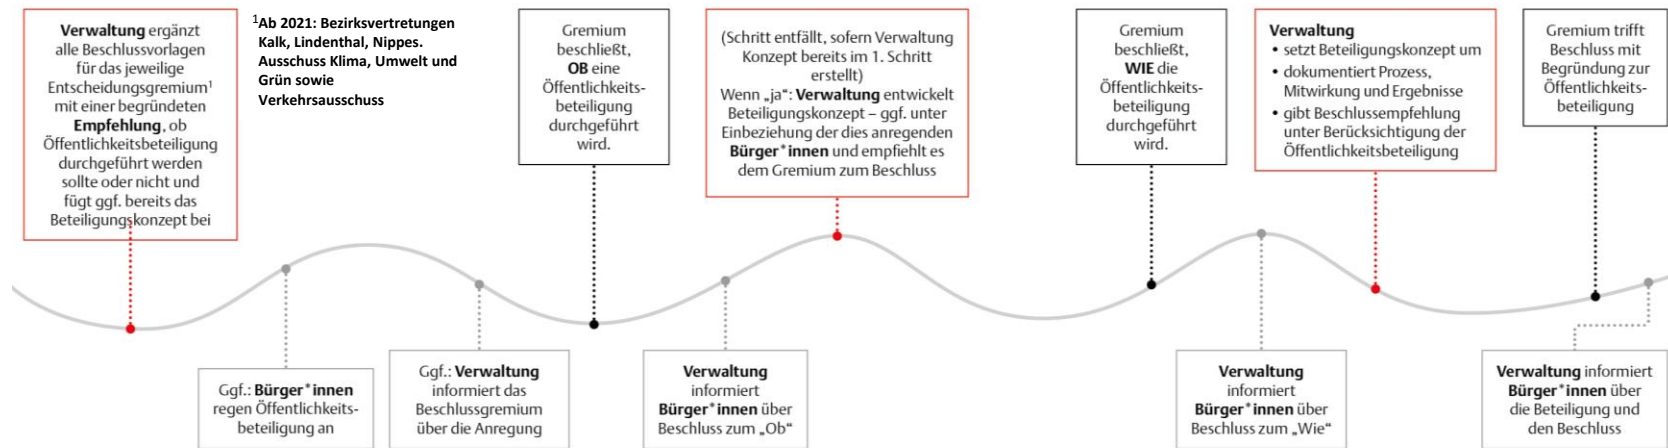 Verwaltung ergänzt
alle Beschlussvorlagen
für das jeweilige
Entscheidungsgremium¹
mit einer begründeten
Empfehlung, ob
Öffentlichkeitsbeteiligung
durchgeführt werden
sollte oder nicht und
fügt ggf. bereits das
Beteiligungskonzept bei
¹Ab 2021: Bezirksvertretungen
Kalk, Lindenthal, Nippes.
Ausschuss Klima, Umwelt und
Grün sowie
Verkehrsausschuss
Ggf.: Bürger*innen
regen Öffentlichkeits-
beteiligung an
Ggf.: Verwaltung
informiert das
Beschlussgremium
über die Anregung
Gremium
beschließt,
OB eine
Öffentlichkeits-
beteiligung
durchgeführt
wird.
Verwaltung
informiert
Bürger*innen über
Beschluss zum „Ob“
(Schritt entfällt, sofern Verwaltung
Konzept bereits im 1. Schritt
erstellt)
Wenn „ja“: Verwaltung entwickelt
Beteiligungskonzept – ggf. unter
Einbeziehung der dies anregenden
Bürger*innen und empfiehlt es
dem Gremium zum Beschluss
Gremium
beschließt,
WIE die
Öffentlichkeits-
beteiligung
durchgeführt
wird.
Verwaltung
informiert
Bürger*innen über
Beschluss zum „Wie“
Verwaltung
• setzt Beteiligungskonzept um
• dokumentiert Prozess,
Mitwirkung und Ergebnisse
• gibt Beschlussempfehlung
unter Berücksichtigung der
Öffentlichkeitsbeteiligung
Gremium trifft
Beschluss mit
Begründung zur
Öffentlichkeits-
beteiligung
Verwaltung informiert
Bürger*innen über
die Beteiligung und
den Beschluss